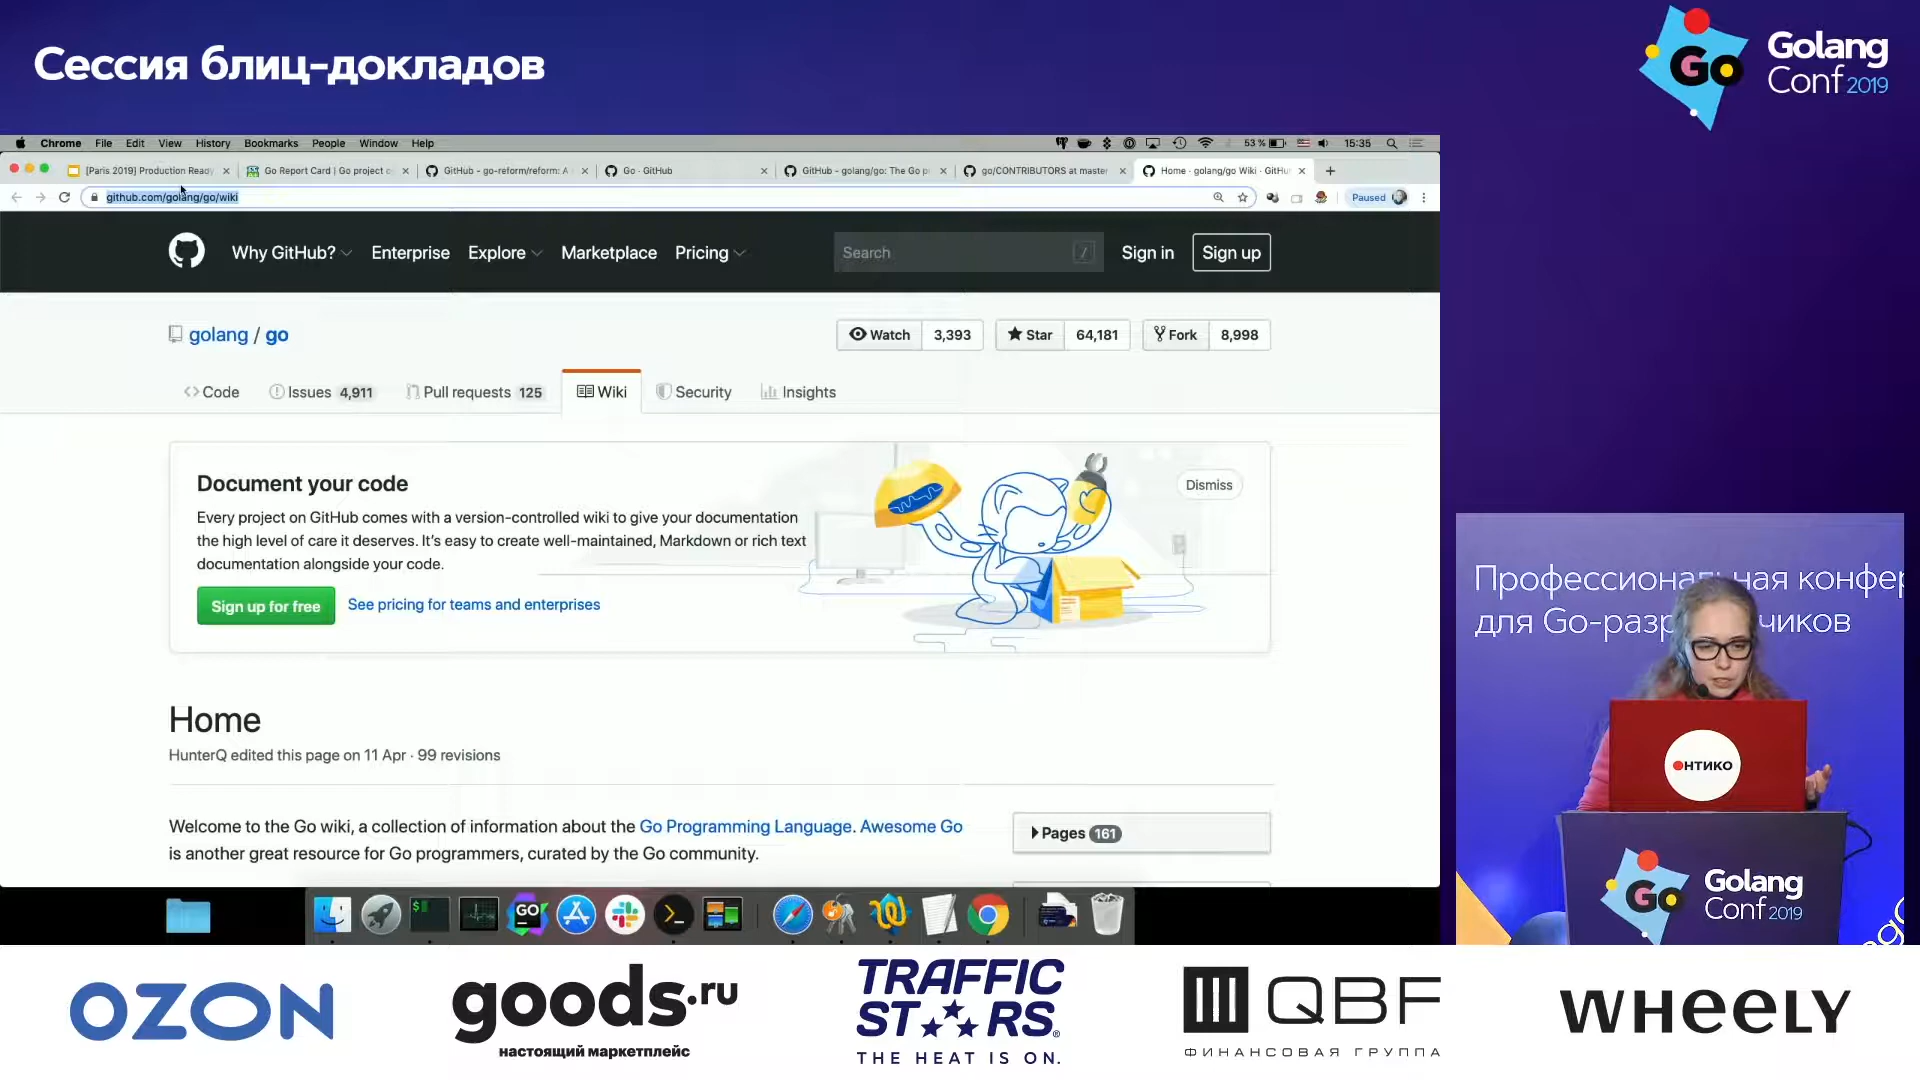 Сессия блиц-докладов
Go Golang
Conf 2019
Chrome File Edit View History Bookmarks People Window Help
53 % 15:35
[Paris 2019] Production Ready
Go Report Card | Go project c
GitHub - go-reform/reform: A
Go · GitHub
GitHub - golang/go: The Go p
go/CONTRIBUTORS at master
Home · golang/go Wiki · GitHu
github.com/golang/go/wiki
Paused
Why GitHub? Enterprise Explore Marketplace Pricing
Search /
Sign in
Sign up
golang / go
Watch 3,393
Star 64,181
Fork 8,998
Code
Issues 4,911
Pull requests 125
Wiki
Security
Insights
Document your code
Dismiss
Every project on GitHub comes with a version-controlled wiki to give your documentation
the high level of care it deserves. It's easy to create well-maintained, Markdown or rich text
documentation alongside your code.
Sign up for free
See pricing for teams and enterprises
Home
HunterQ edited this page on 11 Apr · 99 revisions
Welcome to the Go wiki, a collection of information about the Go Programming Language. Awesome Go
is another great resource for Go programmers, curated by the Go community.
Pages 161
GO
Профессиональная конфер
для Go-разр чиков
ОНТИКО
Go Golang
Conf 2019
OZON
goods.ru
настоящий маркетплейс
TRAFFIC
STARS®
THE HEAT IS ON.
QBF
ФИНАНСОВАЯ ГРУППА
WHEELY